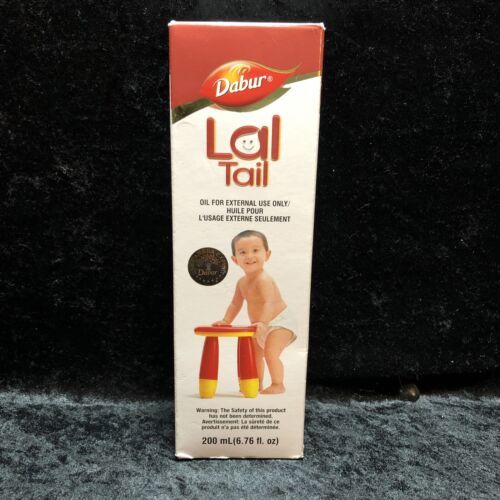 Dabur®
Lal
Tail
OIL FOR EXTERNAL USE ONLY/
HUILE POUR
L'USAGE EXTERNE SEULEMENT
Dabur
Warning: The Safety of this product
has not been determined.
Avertissement: La sûreté de ce
produit n'a pas été déterminée.
200 mL(6.76 fl. oz)